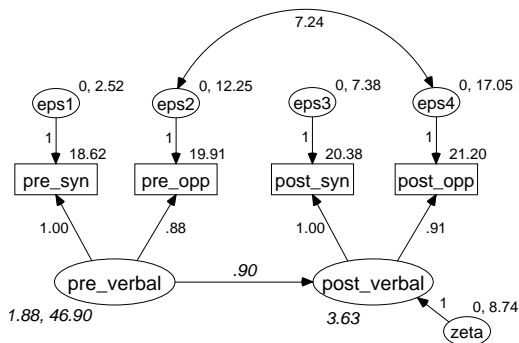 7.24
0, 2.52
0, 12.25
0, 7.38
0, 17.05
eps1
eps2
eps3
eps4
1
1
1
1
18.62
19.91
20.38
21.20
pre_syn
pre_opp
post_syn
post_opp
1.00
.88
1.00
.91
pre_verbal
.90
post_verbal
1.88, 46.90
3.63
1
0, 8.74
zeta